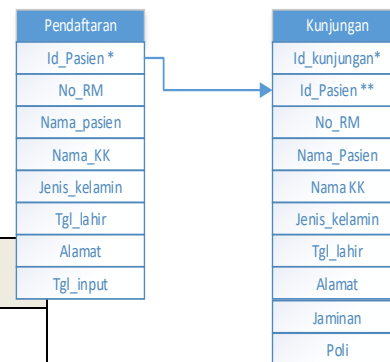 Pendaftaran
Id_Pasien *
No_RM
Nama_pasien
Nama_KK
Jenis_kelamin
Tgl_lahir
Alamat
Tgl_input
Kunjungan
Id_kunjungan*
Id_Pasien **
No_RM
Nama_Pasien
Nama KK
Jenis_kelamin
Tgl_lahir
Alamat
Jaminan
Poli